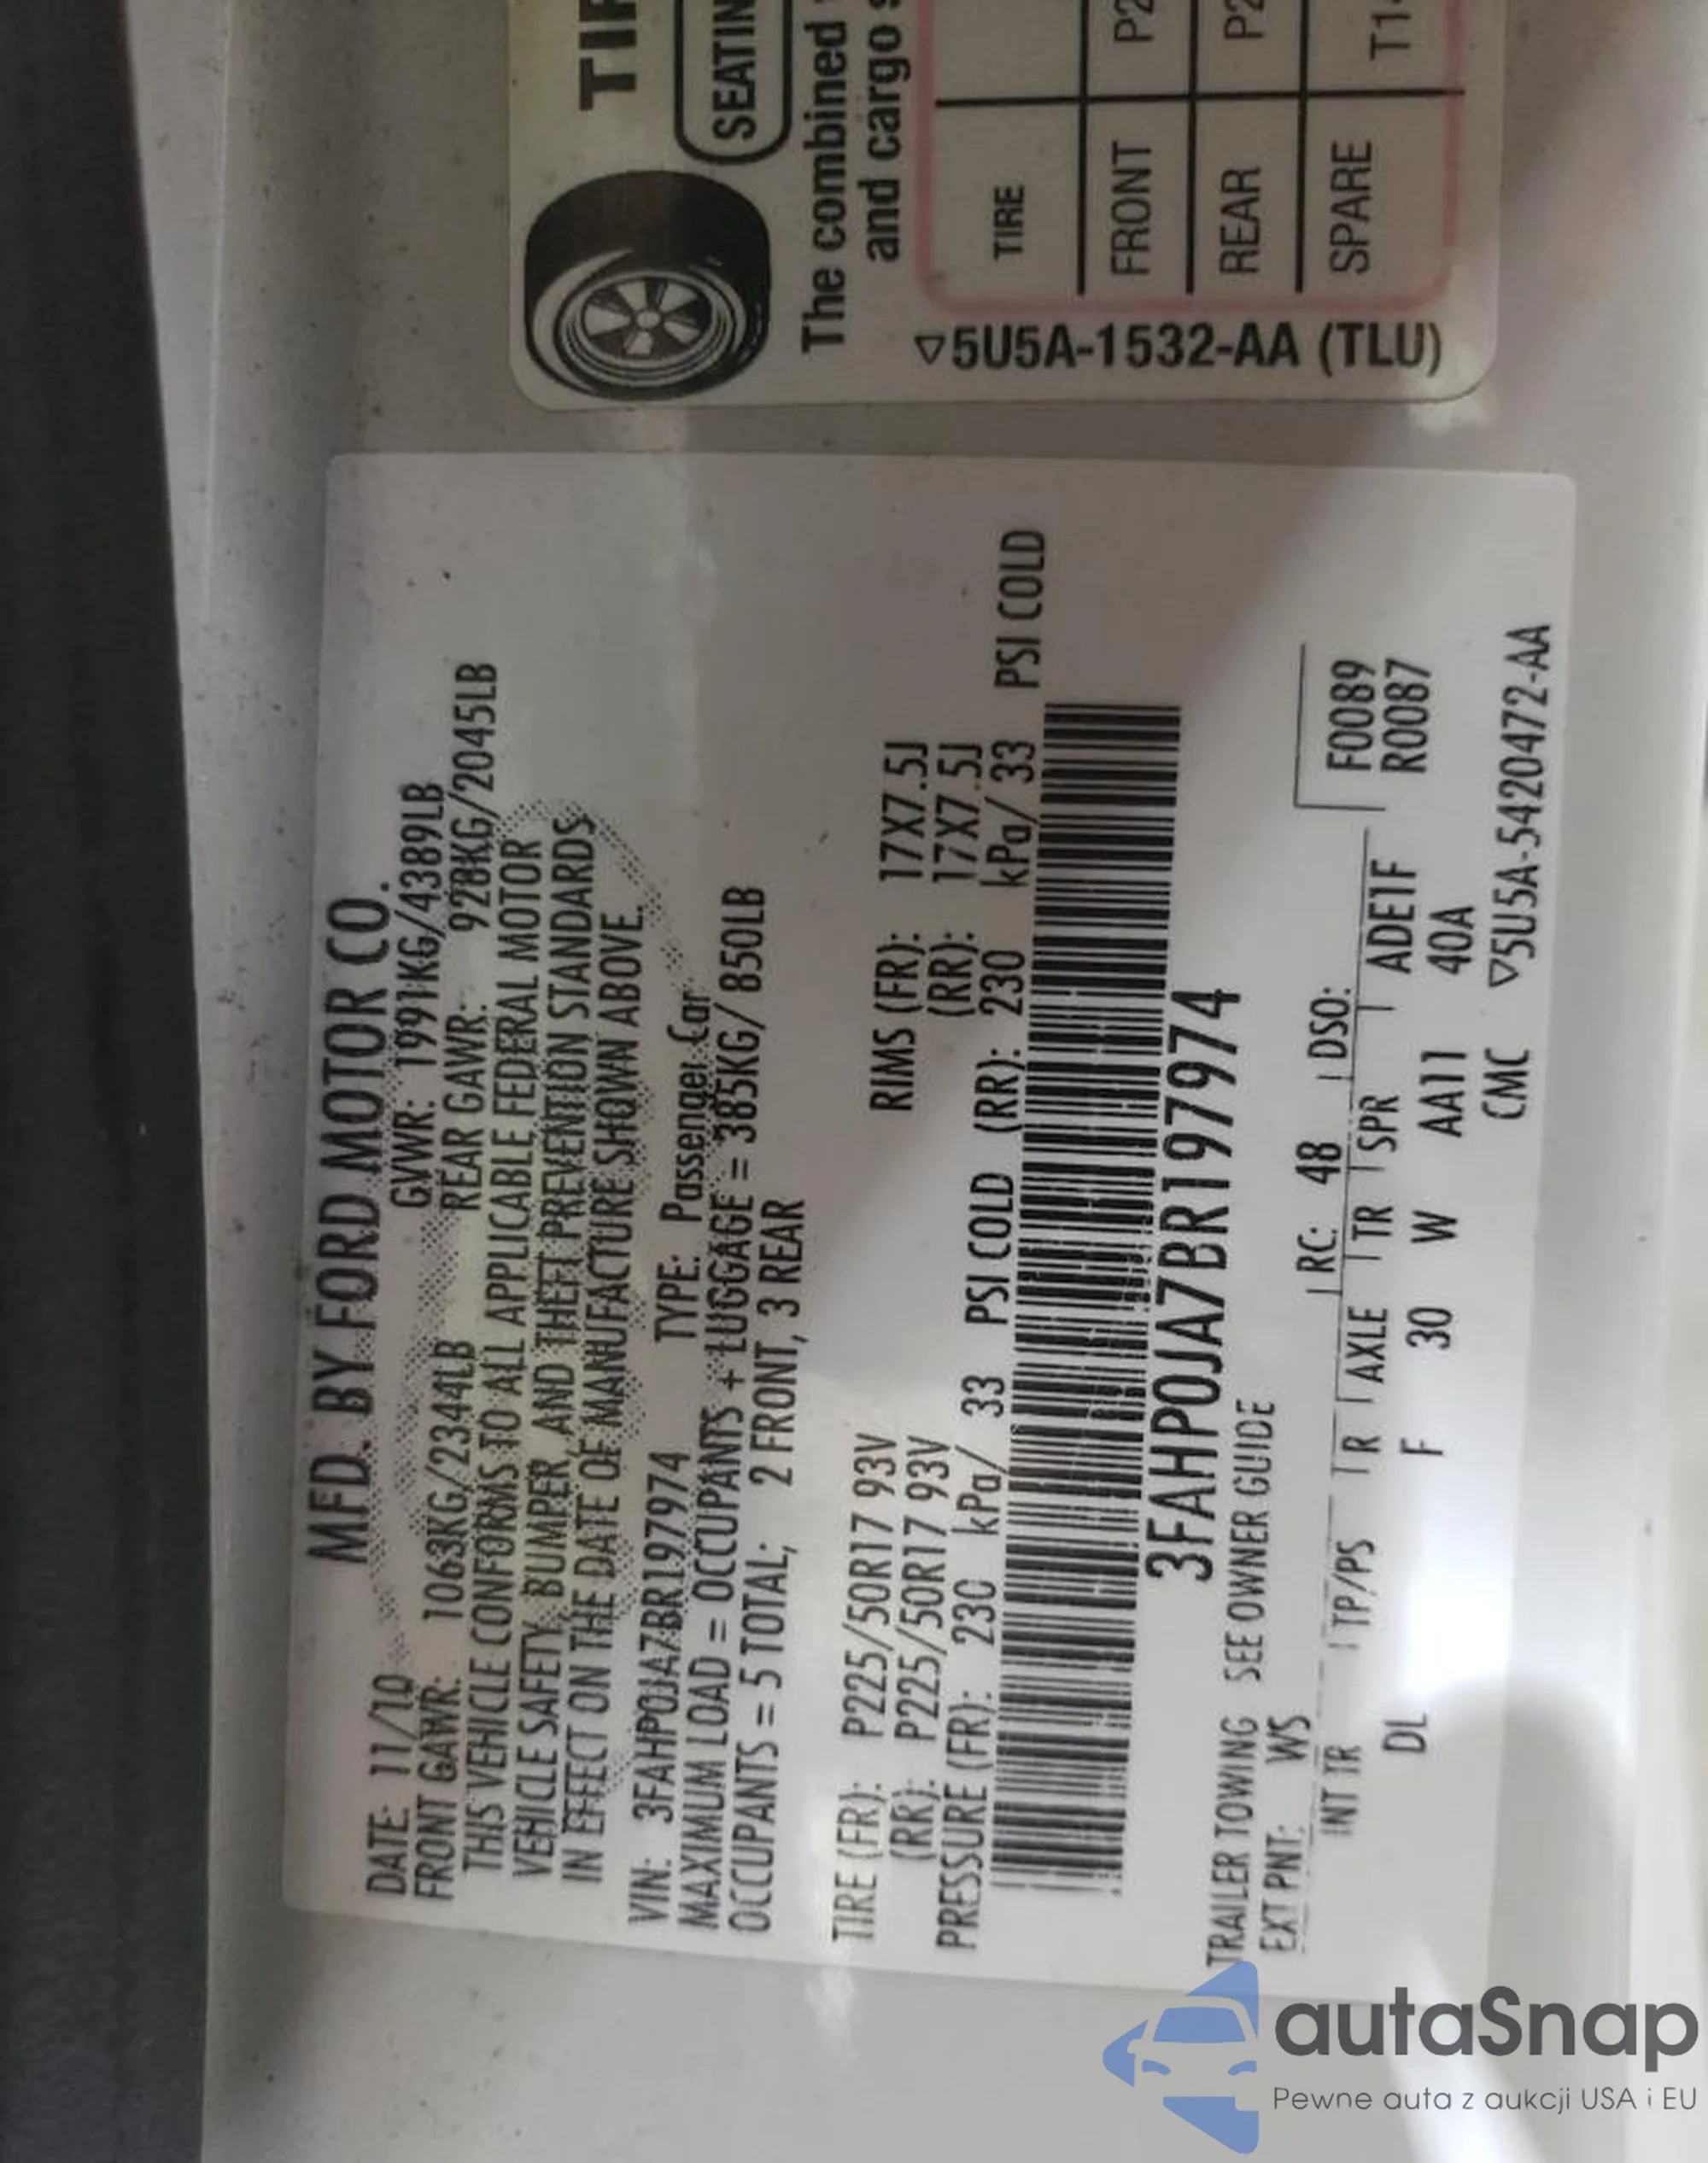 MFD. BY FORD MOTOR CO.
DATE: 11/10 GVWR: 1991KG/4389LB
FRONT GAWR: 1063KG/2344LB REAR GAWR: 928KG/2045LB
THIS VEHICLE CONFORMS TO ALL APPLICABLE FEDERAL MOTOR
VEHICLE SAFETY, BUMPER, AND THEFT PREVENTION STANDARDS
IN EFFECT ON THE DATE OF MANUFACTURE SHOWN ABOVE.
VIN: 3FAHP0JA7BR197974 TYPE: Passenger Car
MAXIMUM LOAD = OCCUPANTS + LUGGAGE = 385KG/ 850LB
OCCUPANTS = 5 TOTAL; 2 FRONT, 3 REAR
TIRE (FR): P225/50R17 93V RIMS (FR): 17X7.5J
(RR): P225/50R17 93V (RR): 17X7.5J
PRESSURE (FR): 230 kPa/ 33 PSI COLD (RR): 230 kPa/ 33 PSI COLD
3FAHP0JA7BR197974
TRAILER TOWING SEE OWNER GUIDE
EXT PNT: WS RC: 48 DSO: F0089
INT TR TP/PS R AXLE TR SPR ADE1F R0087
DL F 30 W AA11 40A
CMC ▽5U5A-5420472-AA
TIR
SEATIN
The combined
and cargo s
TIRE
FRONT P2
REAR P2
SPARE T1
▽5U5A-1532-AA (TLU)
autaSnap
Pewne auta z aukcji USA i EU